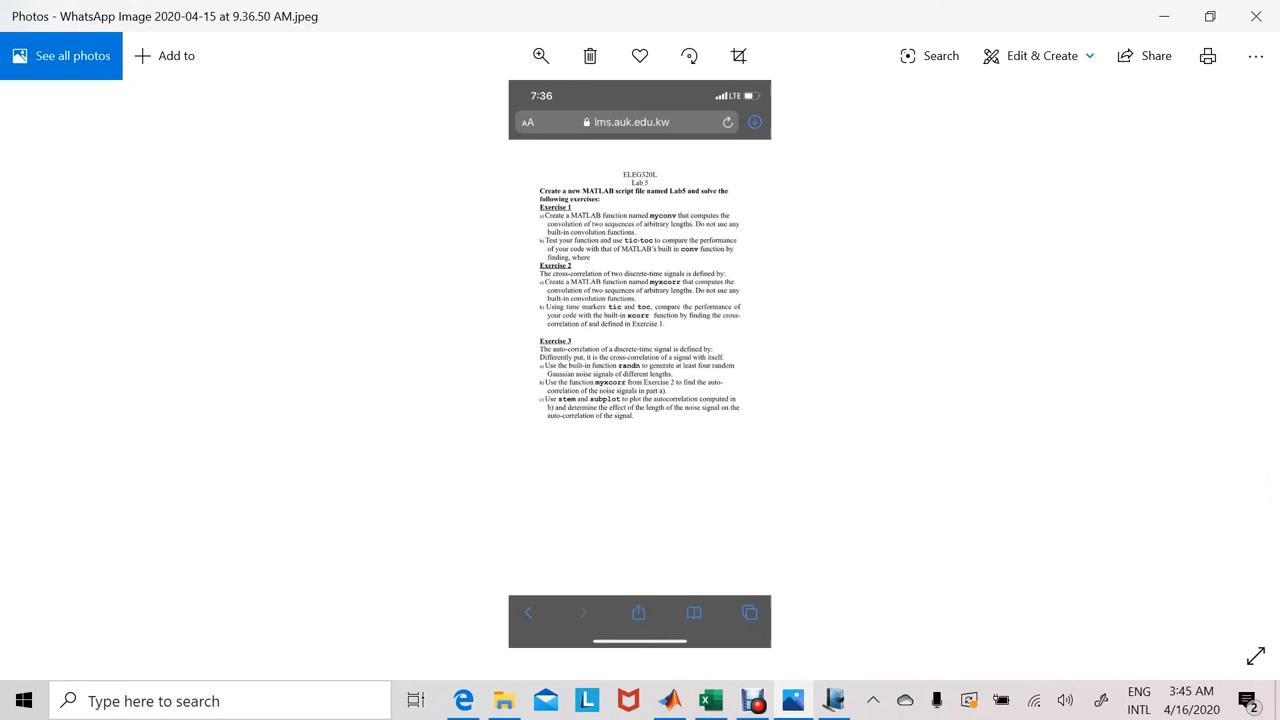 Photos - WhatsApp Image 2020-04-15 at 9.36.50 AM.jpeg
See all photos
Add to
Search
Edit & Create
Share
7:36
LTE
AA
lms.auk.edu.kw
ELEG320L
Lab 5
Create a new MATLAB script file named Lab5 and solve the
following exercises:
Exercise 1
a) Create a MATLAB function named myconv that computes the
convolution of two sequences of arbitrary lengths. Do not use any
built-in convolution functions.
b) Test your function and use tic-toc to compare the performance
of your code with that of MATLAB's built in conv function by
finding, where
Exercise 2
The cross-correlation of two discrete-time signals is defined by:
a) Create a MATLAB function named myxcorr that computes the
convolution of two sequences of arbitrary lengths. Do not use any
built-in convolution functions.
b) Using time markers tic and toc, compare the performance of
your code with the built-in xcorr function by finding the cross-
correlation of and defined in Exercise 1.
Exercise 3
The auto-correlation of a discrete-time signal is defined by:
Differently put, it is the cross-correlation of a signal with itself.
a) Use the built-in function randn to generate at least four random
Gaussian noise signals of different lengths.
b) Use the function myxcorr from Exercise 2 to find the auto-
correlation of the noise signals in part a).
c) Use stem and subplot to plot the autocorrelation computed in
b) and determine the effect of the length of the noise signal on the
auto-correlation of the signal.
Type here to search
L
ENG
INTL
3:45 AM
4/16/2020
2